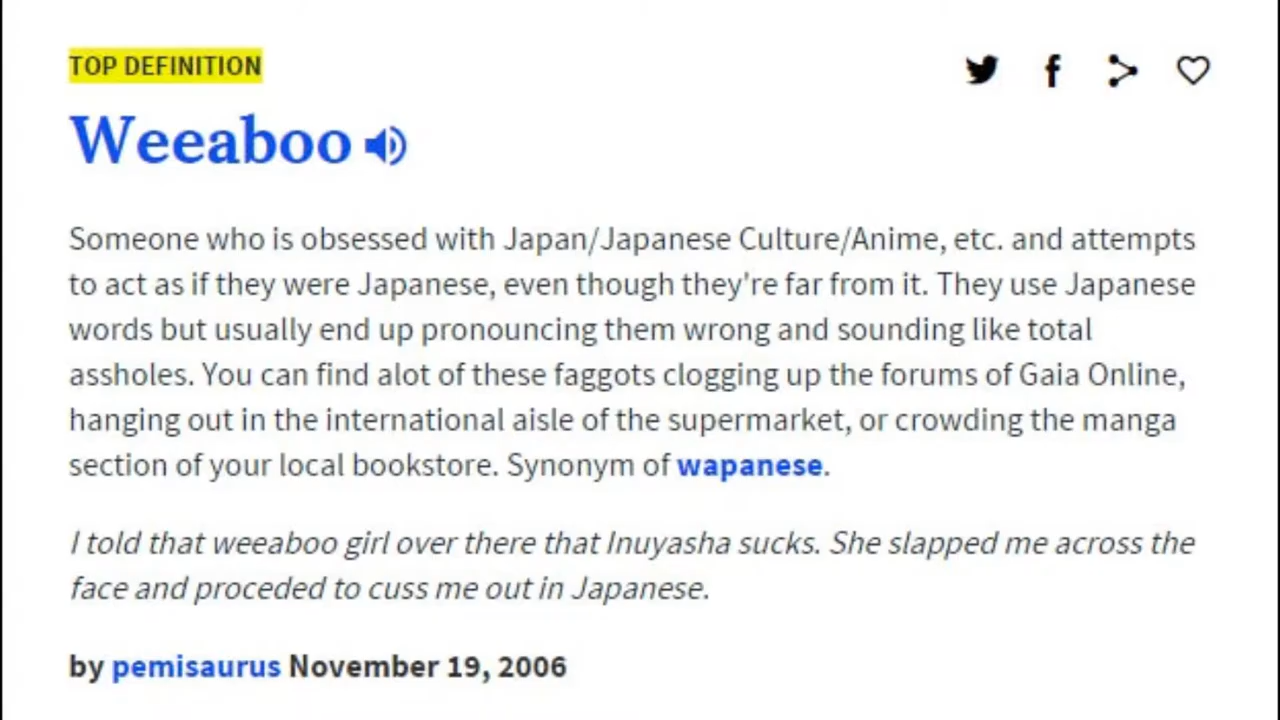 TOP DEFINITION
Weeaboo
Someone who is obsessed with Japan/Japanese Culture/Anime, etc. and attempts
to act as if they were Japanese, even though they're far from it. They use Japanese
words but usually end up pronouncing them wrong and sounding like total
assholes. You can find alot of these faggots clogging up the forums of Gaia Online,
hanging out in the international aisle of the supermarket, or crowding the manga
section of your local bookstore. Synonym of wapanese.
I told that weeaboo girl over there that Inuyasha sucks. She slapped me across the
face and proceded to cuss me out in Japanese.
by pemisaurus November 19, 2006